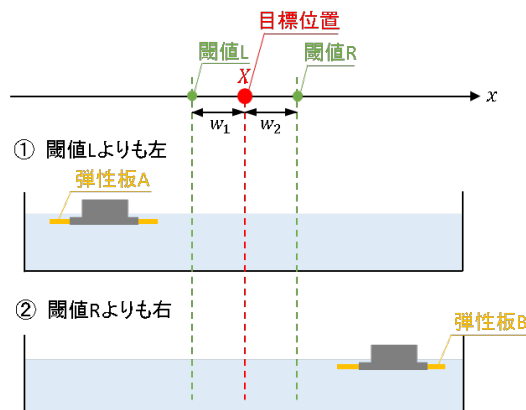 目標位置
閾値L
X
閾値R
x
w₁
w₂
① 閾値Lよりも左
弾性板A
② 閾値Rよりも右
弾性板B